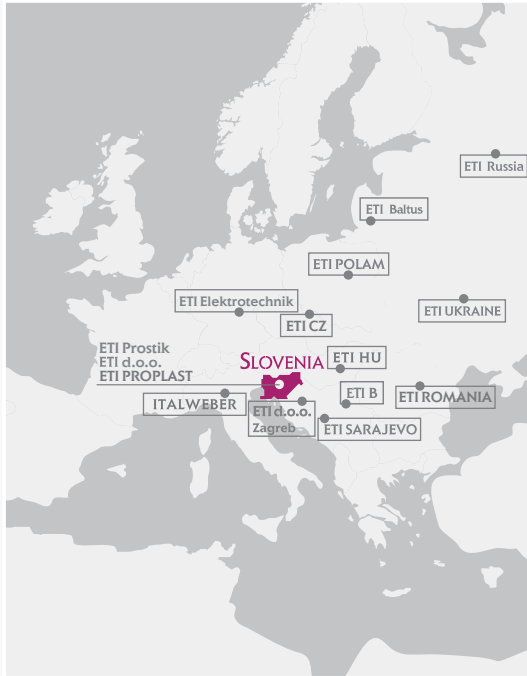 ETI Russia
ETI Baltus
ETI POLAM
ETI Elektrotechnik
ETI UKRAINE
ETI CZ
ETI Prostik
ETI d.o.o.
ETI PROPLAST
SLOVENIA
ETI HU
ITALWEBER
ETI B
ETI ROMANIA
ETI d.o.o.
Zagreb
ETI SARAJEVO